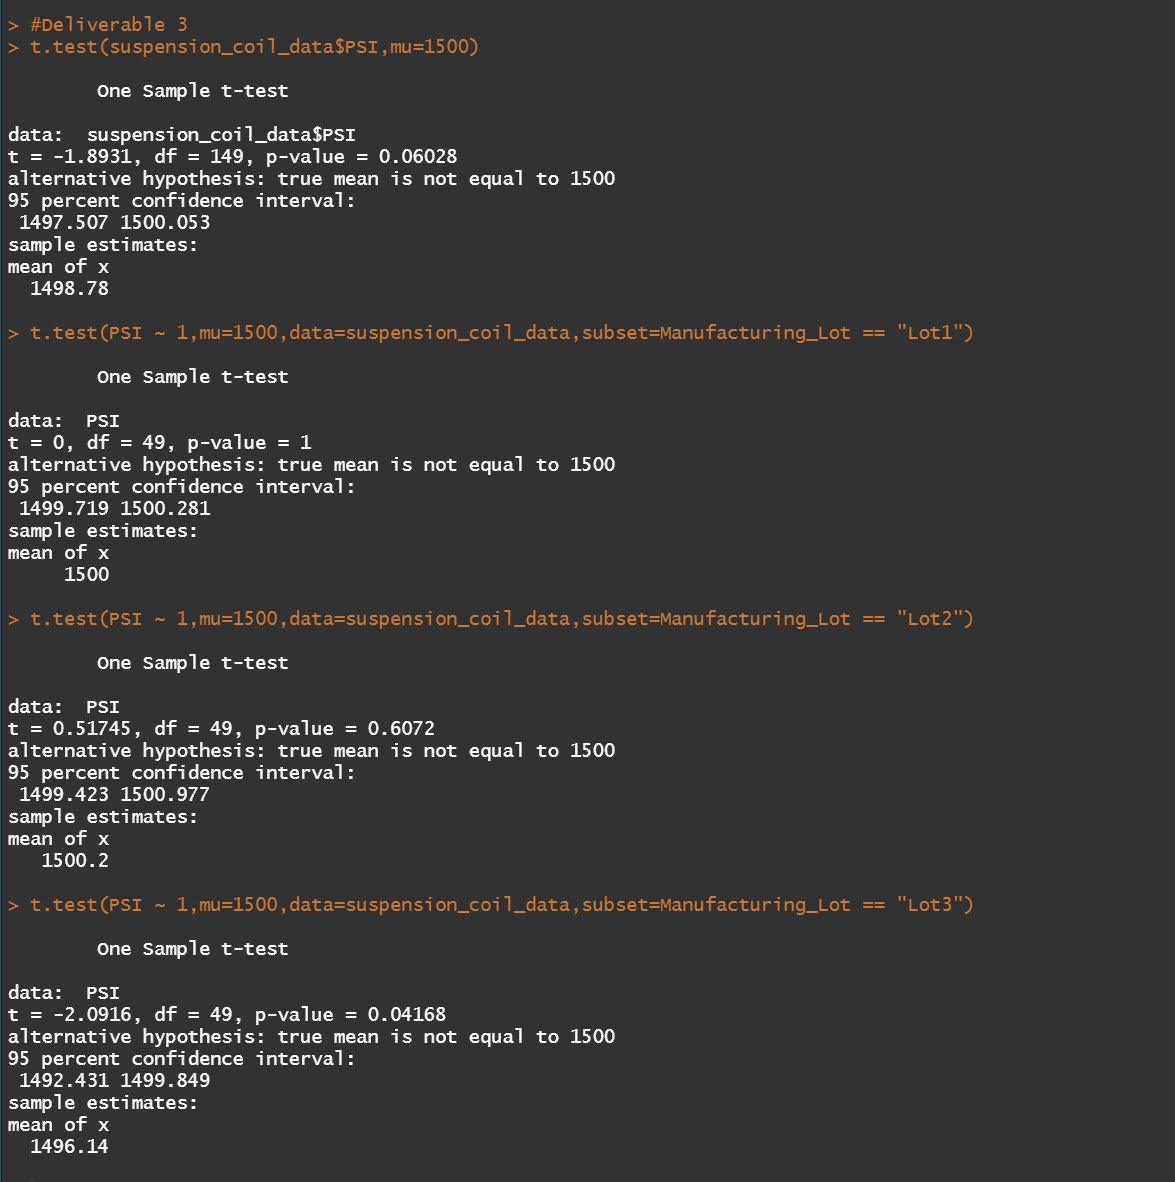 > #Deliverable 3
> t.test(suspension_coil_data$PSI,mu=1500)
One Sample t-test
data:  suspension_coil_data$PSI
t = -1.8931, df = 149, p-value = 0.06028
alternative hypothesis: true mean is not equal to 1500
95 percent confidence interval:
1497.507 1500.053
sample estimates:
mean of x
1498.78
> t.test(PSI ~ 1,mu=1500,data=suspension_coil_data,subset=Manufacturing_Lot == "Lot1")
One Sample t-test
data:  PSI
t = 0, df = 49, p-value = 1
alternative hypothesis: true mean is not equal to 1500
95 percent confidence interval:
1499.719 1500.281
sample estimates:
mean of x
1500
> t.test(PSI ~ 1,mu=1500,data=suspension_coil_data,subset=Manufacturing_Lot == "Lot2")
One Sample t-test
data:  PSI
t = 0.51745, df = 49, p-value = 0.6072
alternative hypothesis: true mean is not equal to 1500
95 percent confidence interval:
1499.423 1500.977
sample estimates:
mean of x
1500.2
> t.test(PSI ~ 1,mu=1500,data=suspension_coil_data,subset=Manufacturing_Lot == "Lot3")
One Sample t-test
data:  PSI
t = -2.0916, df = 49, p-value = 0.04168
alternative hypothesis: true mean is not equal to 1500
95 percent confidence interval:
1492.431 1499.849
sample estimates:
mean of x
1496.14